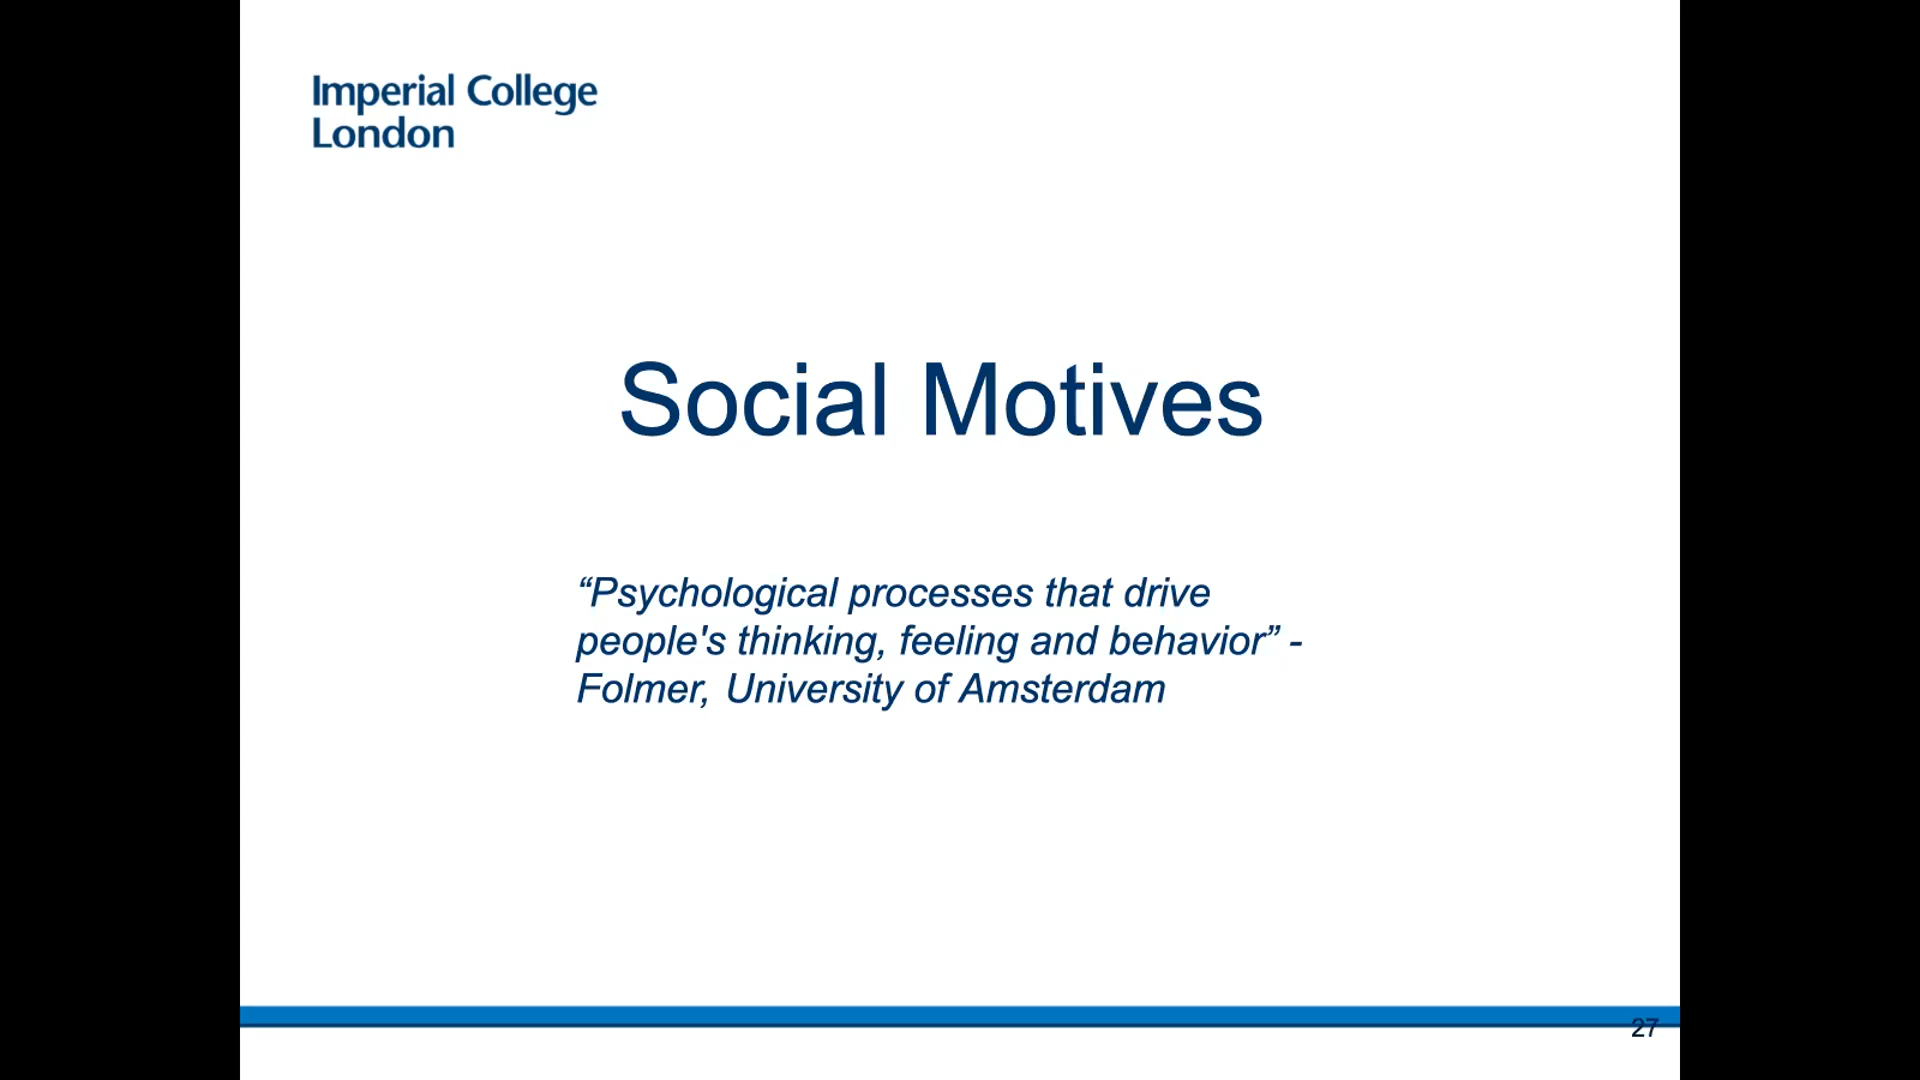 Imperial College
London
Social Motives
“Psychological processes that drive
people's thinking, feeling and behavior” -
Folmer, University of Amsterdam
27